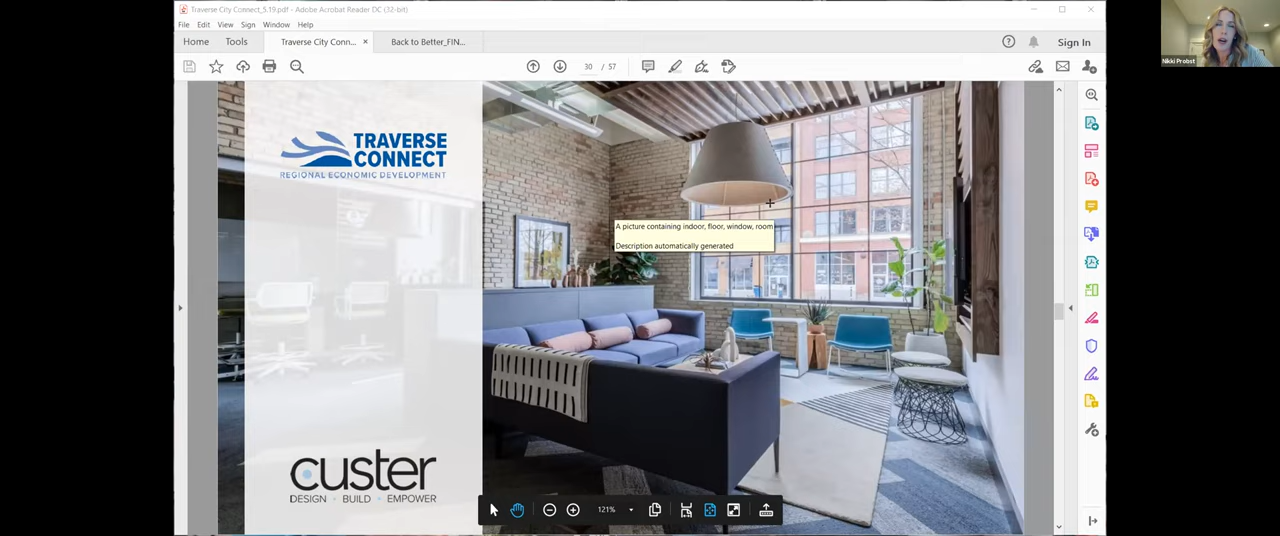 Traverse City Connect_5.19.pdf - Adobe Acrobat Reader DC (32-bit)
File Edit View Sign Window Help
Home Tools Traverse City Conn... × Back to Better_FIN... Sign In
30 / 57
TRAVERSE
CONNECT
REGIONAL ECONOMIC DEVELOPMENT
A picture containing indoor, floor, window, room
Description automatically generated
custer
DESIGN • BUILD • EMPOWER
121%
Nikki Probst